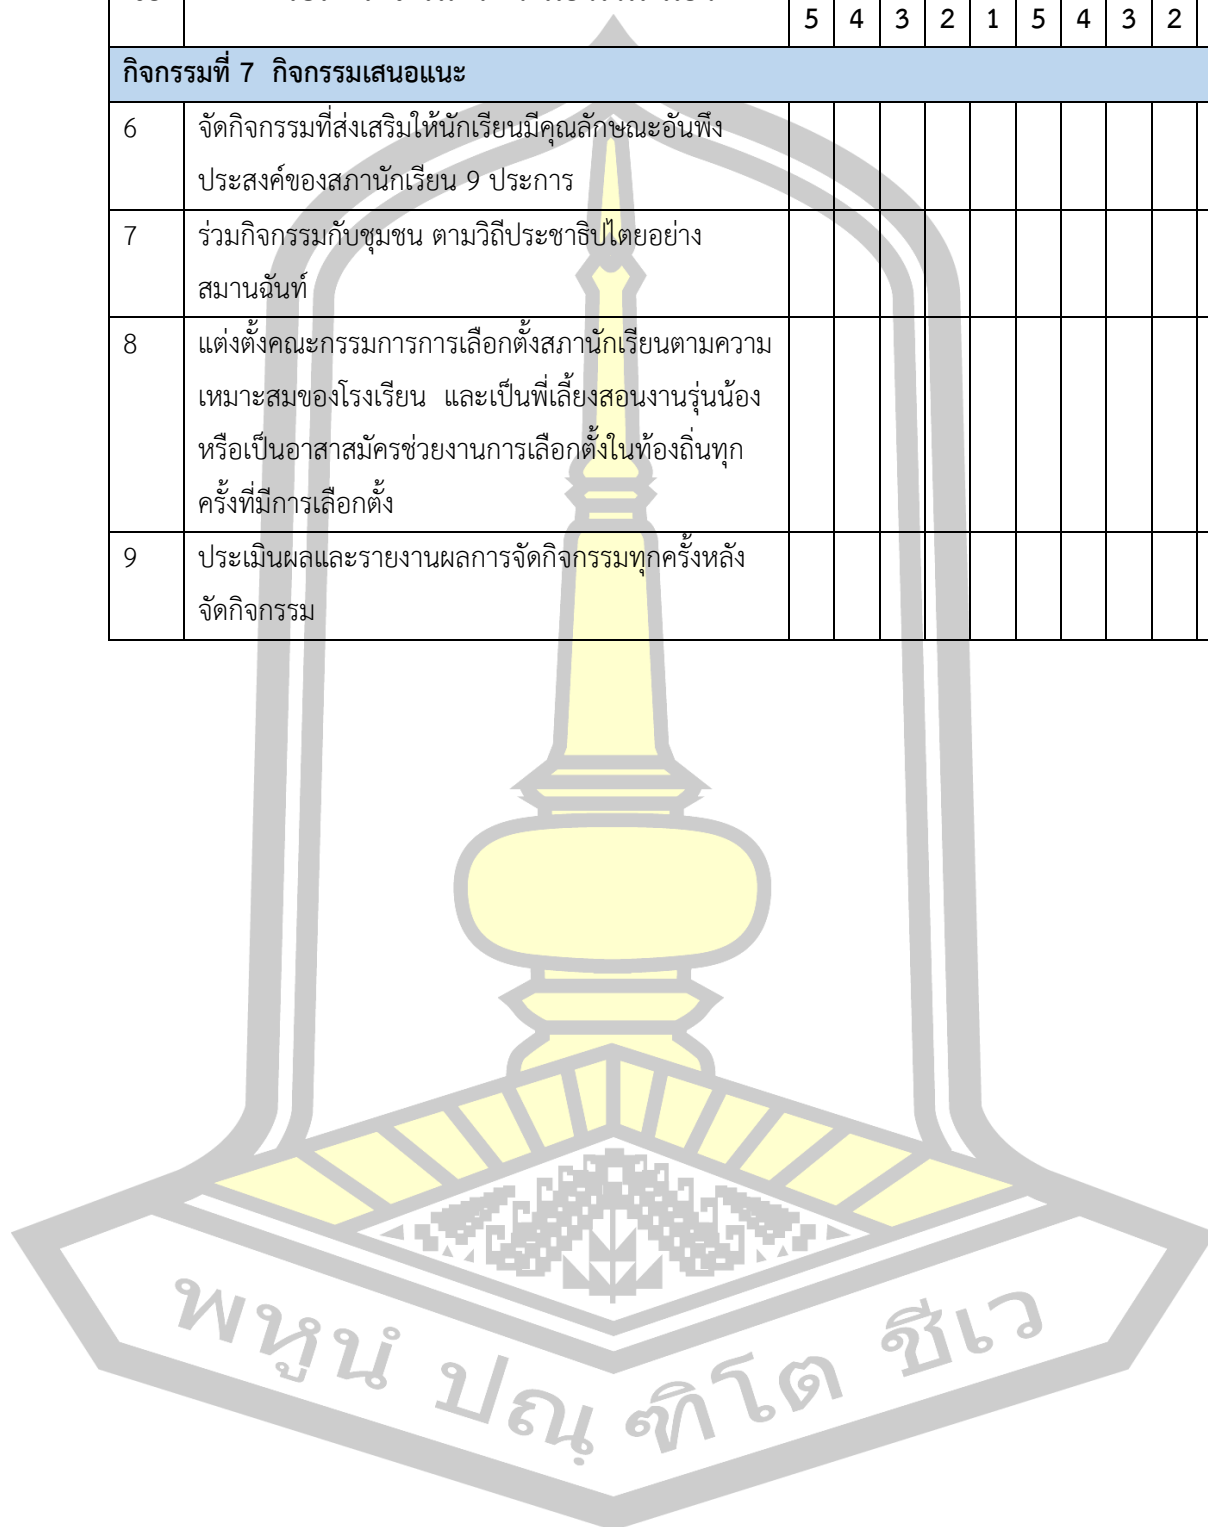 5 4 3 2 1 5 4 3 2
กิจกรรมที่ 7 กิจกรรมเสนอแนะ
6 จัดกิจกรรมที่ส่งเสริมให้นักเรียนมีคุณลักษณะอันพึง
ประสงค์ของสภานักเรียน 9 ประการ
7 ร่วมกิจกรรมกับชุมชน ตามวิถีประชาธิปไตยอย่าง
สมานฉันท์
8 แต่งตั้งคณะกรรมการการเลือกตั้งสภานักเรียนตามความ
เหมาะสมของโรงเรียน และเป็นพี่เลี้ยงสอนงานรุ่นน้อง
หรือเป็นอาสาสมัครช่วยงานการเลือกตั้งในท้องถิ่นทุก
ครั้งที่มีการเลือกตั้ง
9 ประเมินผลและรายงานผลการจัดกิจกรรมทุกครั้งหลัง
จัดกิจกรรม
พหูนํ ปณฺฑิโต ชีเว